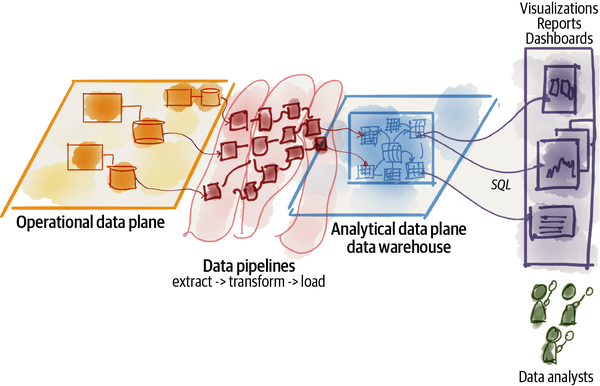 Visualizations
Reports
Dashboards
Operational data plane
Data pipelines
extract -> transform -> load
Analytical data plane
data warehouse
SQL
Data analysts